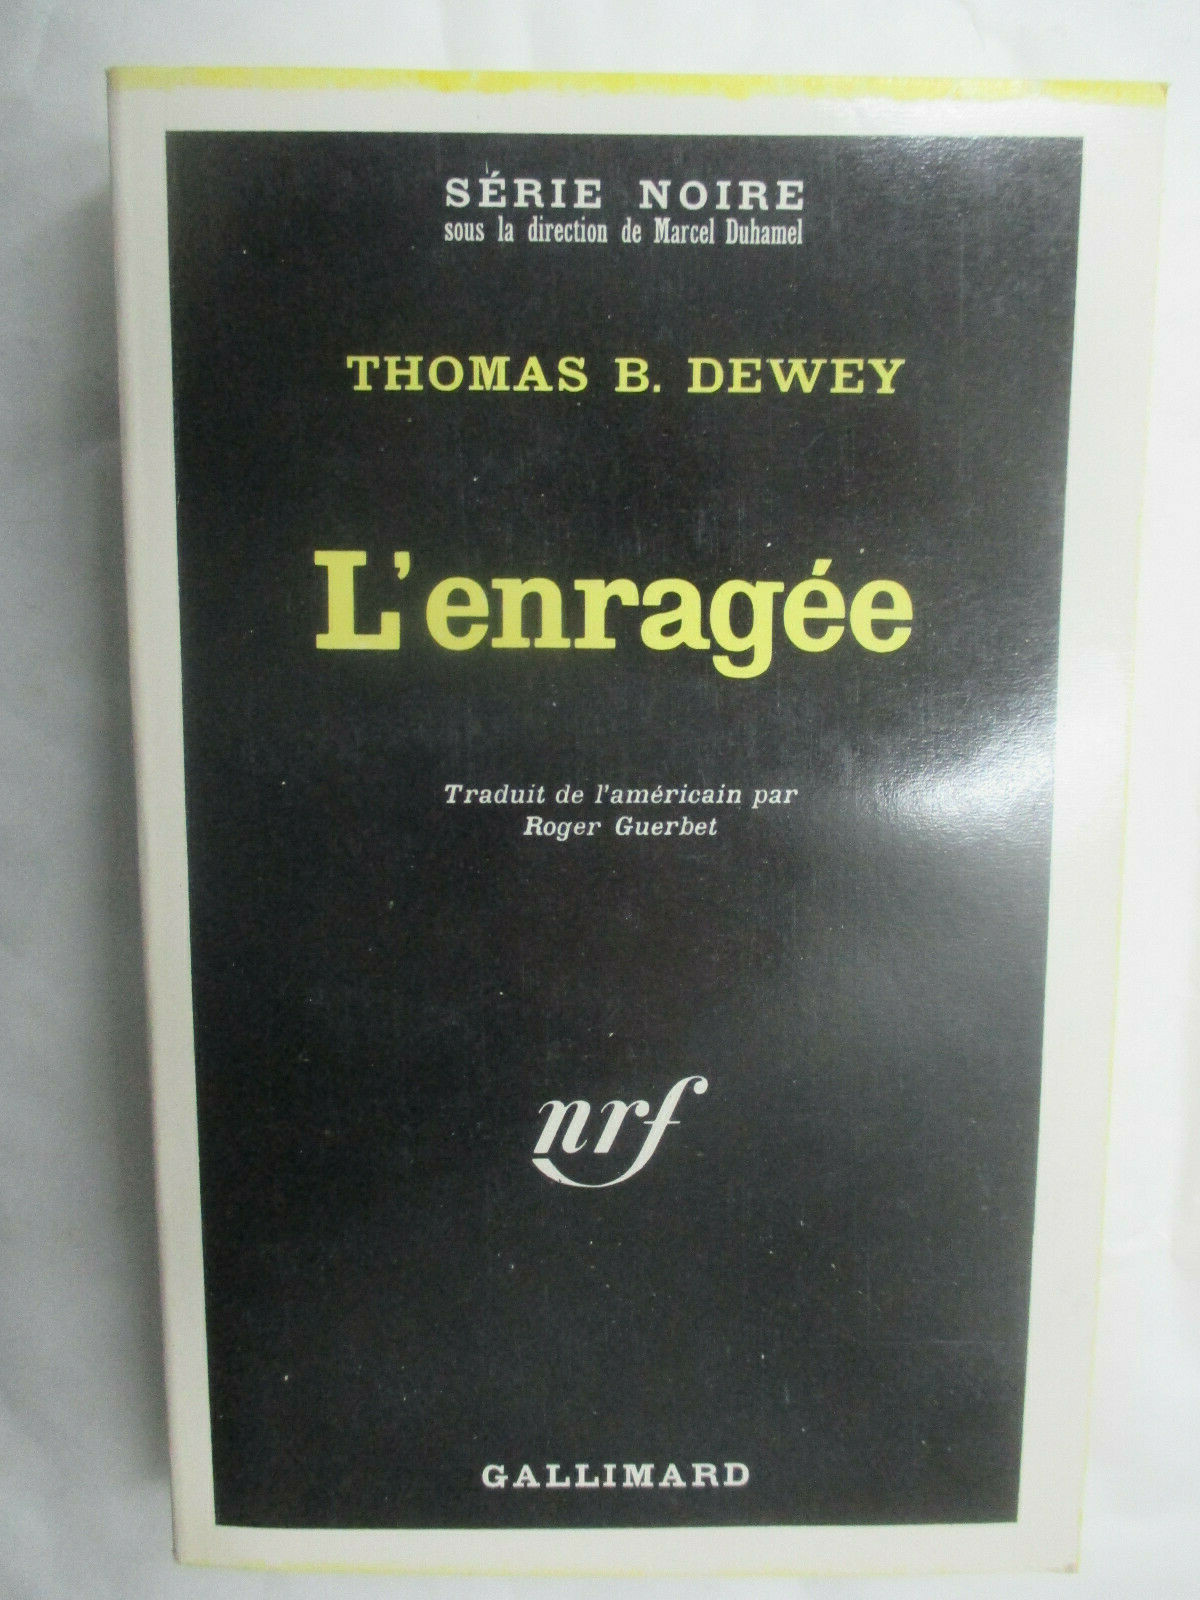 SÉRIE NOIRE
sous la direction de Marcel Duhamel
THOMAS B. DEWEY
L'enragée
Traduit de l'américain par
Roger Guerbet
nrf
GALLIMARD